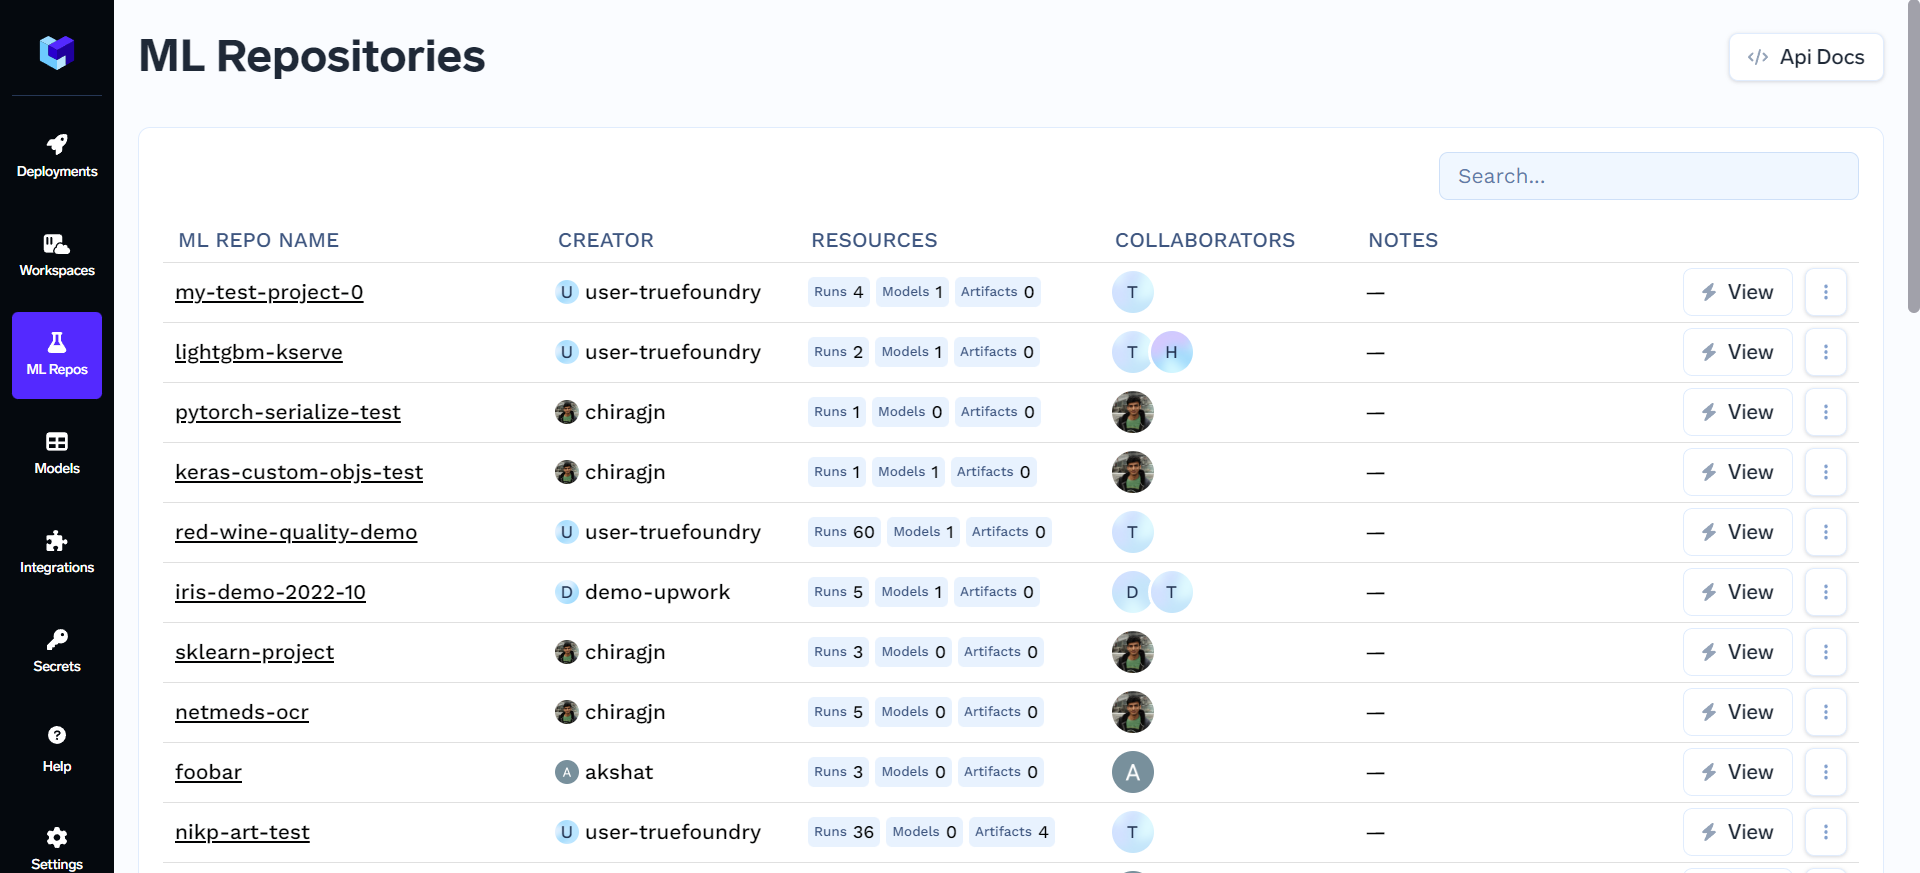 ML Repositories
</> Api Docs
Deployments
Workspaces
ML Repos
Models
Integrations
Secrets
? Help
Settings
Search...
ML REPO NAME CREATOR RESOURCES COLLABORATORS NOTES
my-test-project-0 U user-truefoundry Runs 4 Models 1 Artifacts 0 T — View
lightgbm-kserve U user-truefoundry Runs 2 Models 1 Artifacts 0 T H — View
pytorch-serialize-test chiragjn Runs 1 Models 0 Artifacts 0 — View
keras-custom-objs-test chiragjn Runs 1 Models 1 Artifacts 0 — View
red-wine-quality-demo U user-truefoundry Runs 60 Models 1 Artifacts 0 T — View
iris-demo-2022-10 D demo-upwork Runs 5 Models 1 Artifacts 0 D T — View
sklearn-project chiragjn Runs 3 Models 0 Artifacts 0 — View
netmeds-ocr chiragjn Runs 5 Models 0 Artifacts 0 — View
foobar A akshat Runs 3 Models 0 Artifacts 0 A — View
nikp-art-test U user-truefoundry Runs 36 Models 0 Artifacts 4 T — View